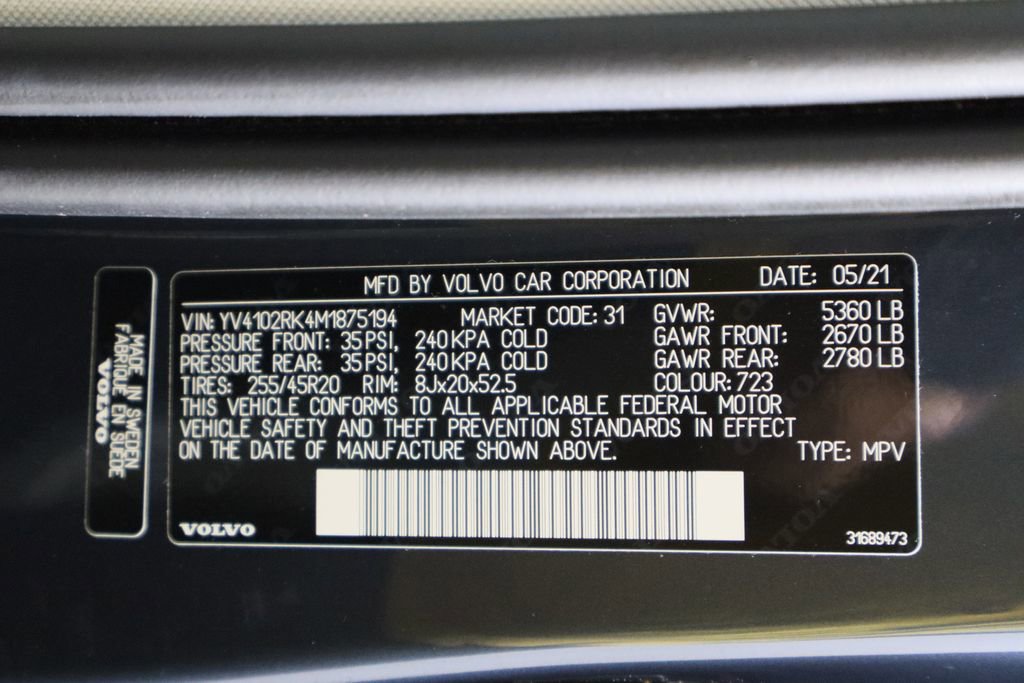 MFD BY VOLVO CAR CORPORATION DATE: 05/21
VIN: YV4102RK4M1875194 MARKET CODE: 31 GVWR: 5360 LB
PRESSURE FRONT: 35 PSI, 240 KPA COLD GAWR FRONT: 2670 LB
PRESSURE REAR: 35 PSI, 240 KPA COLD GAWR REAR: 2780 LB
TIRES: 255/45R20 RIM: 8Jx20x52.5 COLOUR: 723
THIS VEHICLE CONFORMS TO ALL APPLICABLE FEDERAL MOTOR
VEHICLE SAFETY AND THEFT PREVENTION STANDARDS IN EFFECT
ON THE DATE OF MANUFACTURE SHOWN ABOVE. TYPE: MPV
VOLVO
31689473
MADE IN SWEDEN
FABRIQUÉ EN SUÈDE
VOLVO